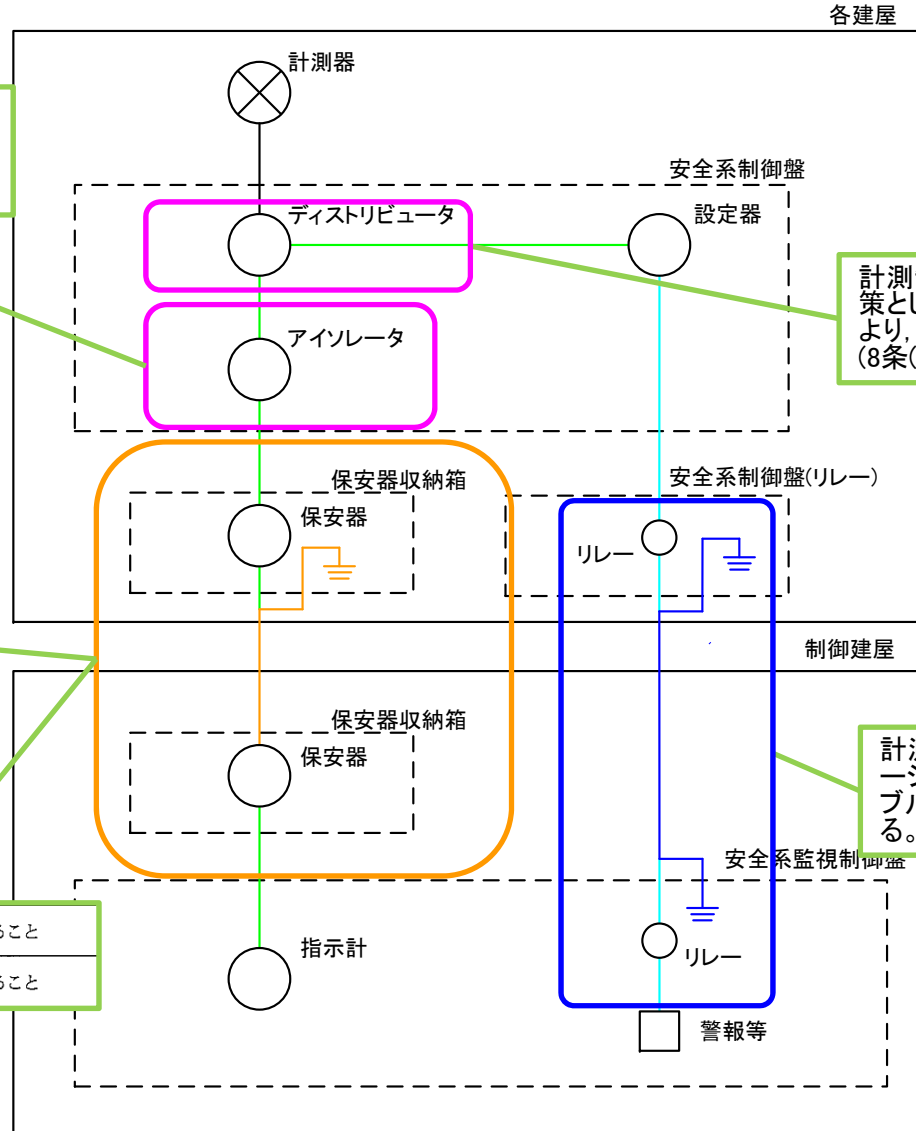 各建屋
計測器
安全系制御盤
ディストリビュータ
設定器
アイソレータ
策とし
より,
(8条(
保安器収納箱
安全系制御盤(リレー)
保安器
リレー
制御建屋
保安器収納箱
保安器
ージ
ブル
る。
安全系監視制御盤
ること
ること
指示計
リレー
警報等